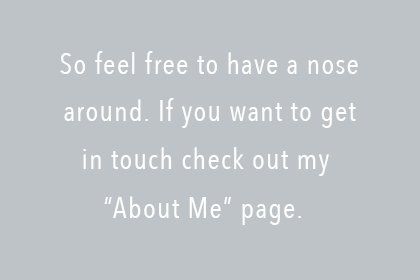 So feel free to have a nose
around. If you want to get
in touch check out my
“About Me” page.